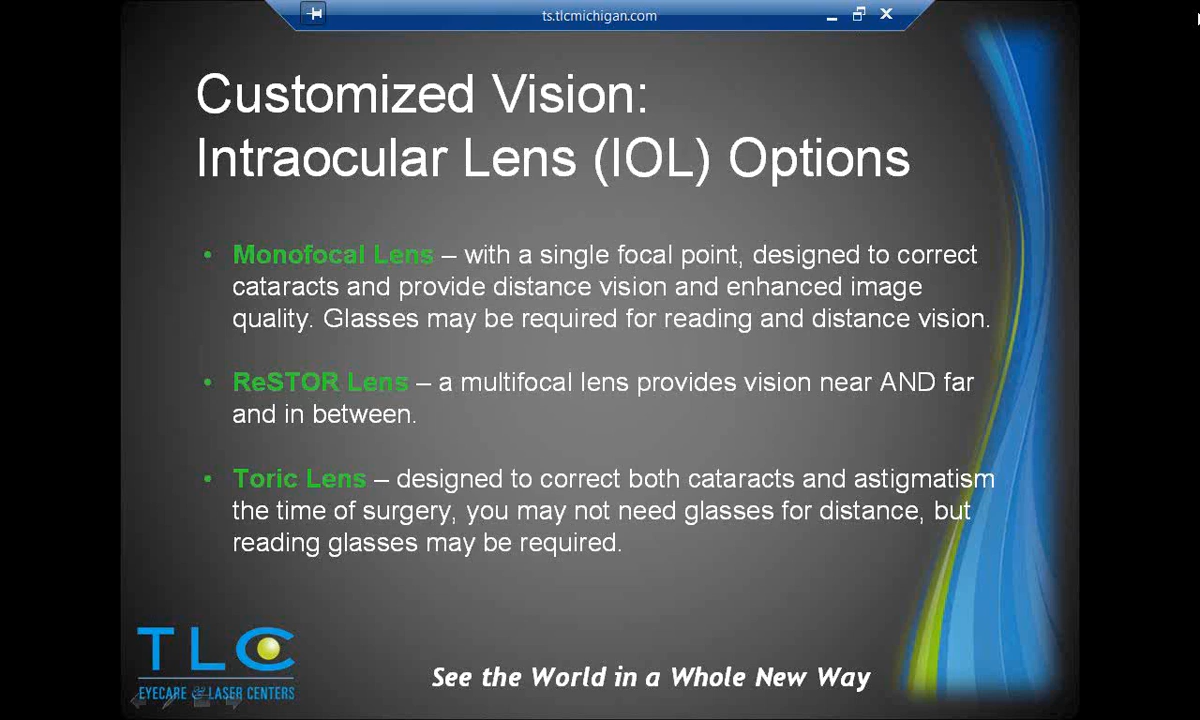 ts.tlcmichigan.com
Customized Vision:
Intraocular Lens (IOL) Options
• Monofocal Lens – with a single focal point, designed to correct
cataracts and provide distance vision and enhanced image
quality. Glasses may be required for reading and distance vision.
• ReSTOR Lens – a multifocal lens provides vision near AND far
and in between.
• Toric Lens – designed to correct both cataracts and astigmatism
the time of surgery, you may not need glasses for distance, but
reading glasses may be required.
TLC
EYECARE & LASER CENTERS
See the World in a Whole New Way